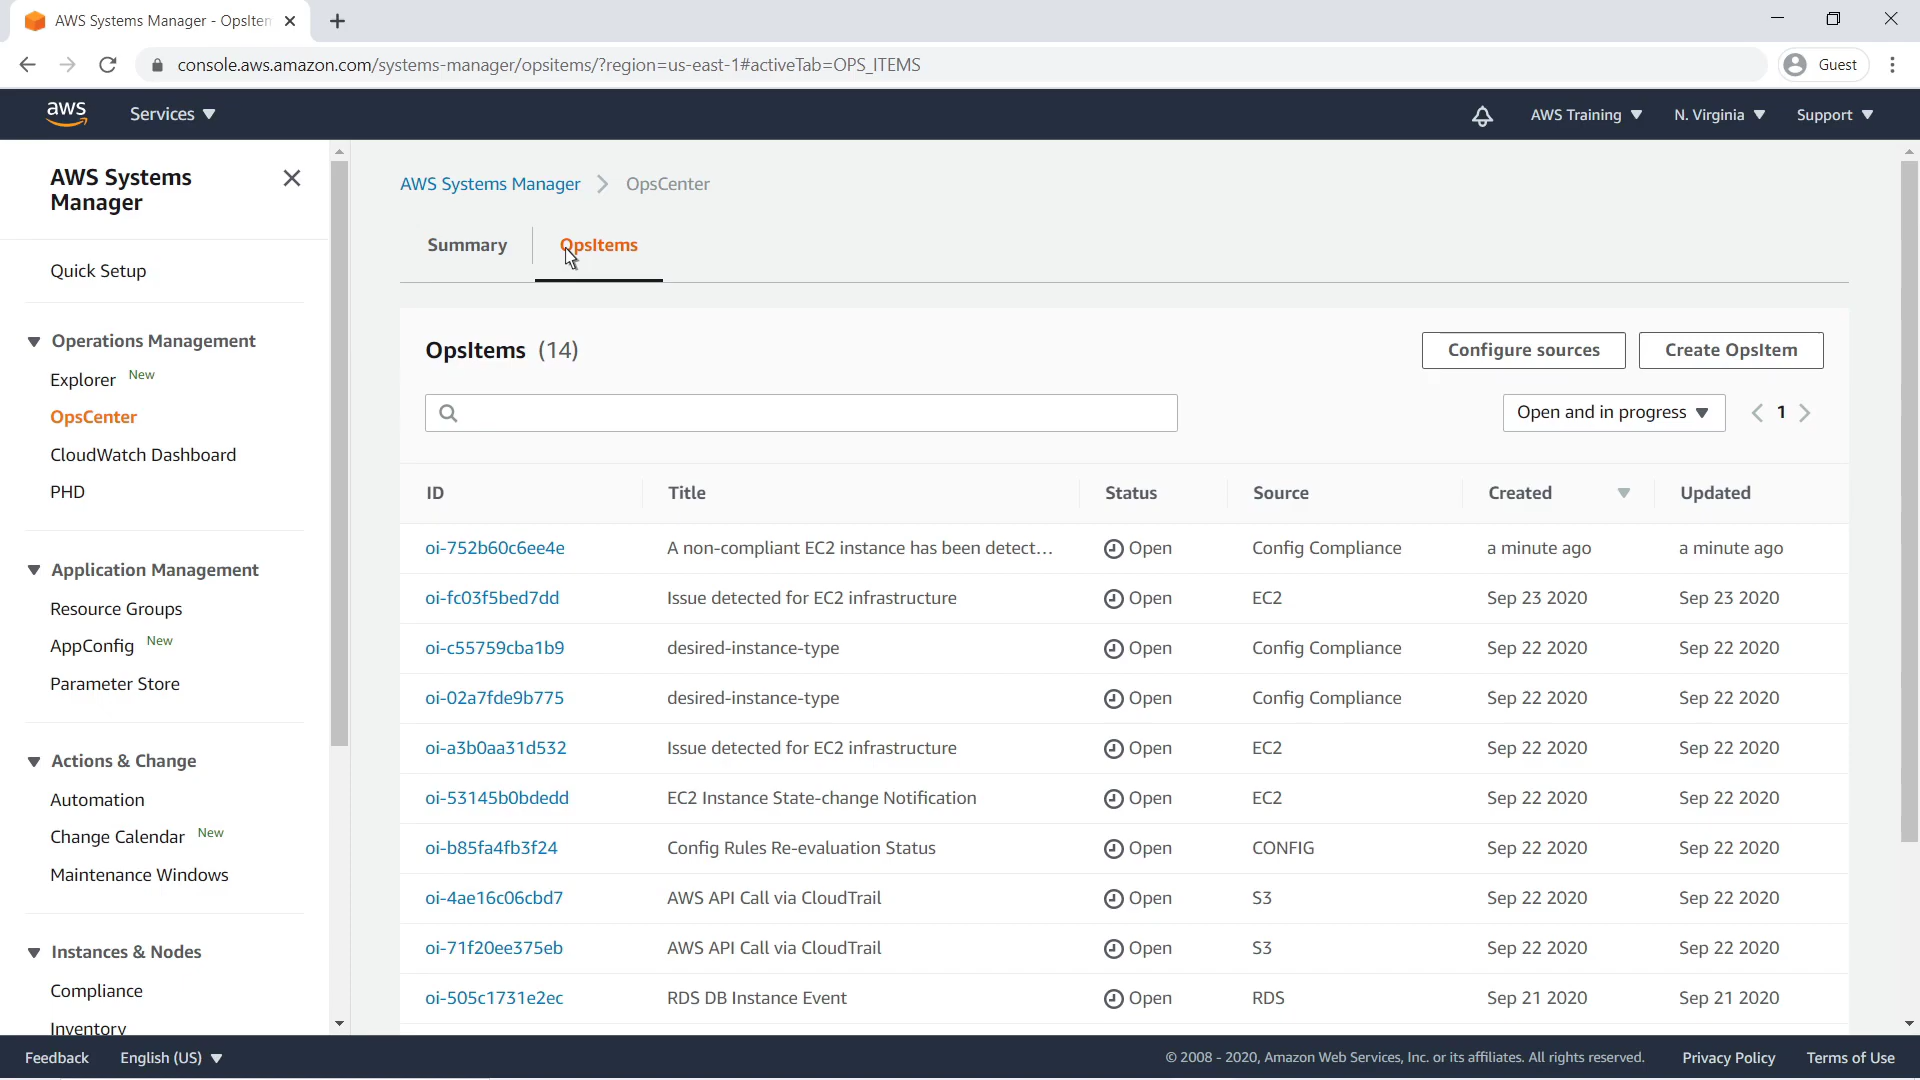 AWS Systems Manager - OpsItem
console.aws.amazon.com/systems-manager/opsitems/?region=us-east-1#activeTab=OPS_ITEMS
Guest
aws
Services
AWS Training
N. Virginia
Support
AWS Systems
Manager
Quick Setup
Operations Management
Explorer New
OpsCenter
CloudWatch Dashboard
PHD
Application Management
Resource Groups
AppConfig New
Parameter Store
Actions & Change
Automation
Change Calendar New
Maintenance Windows
Instances & Nodes
Compliance
Inventory
AWS Systems Manager > OpsCenter
Summary OpsItems
OpsItems (14)
Configure sources
Create OpsItem
Open and in progress
1
ID Title Status Source Created Updated
oi-752b60c6ee4e A non-compliant EC2 instance has been detect... Open Config Compliance a minute ago a minute ago
oi-fc03f5bed7dd Issue detected for EC2 infrastructure Open EC2 Sep 23 2020 Sep 23 2020
oi-c55759cba1b9 desired-instance-type Open Config Compliance Sep 22 2020 Sep 22 2020
oi-02a7fde9b775 desired-instance-type Open Config Compliance Sep 22 2020 Sep 22 2020
oi-a3b0aa31d532 Issue detected for EC2 infrastructure Open EC2 Sep 22 2020 Sep 22 2020
oi-53145b0bdedd EC2 Instance State-change Notification Open EC2 Sep 22 2020 Sep 22 2020
oi-b85fa4fb3f24 Config Rules Re-evaluation Status Open CONFIG Sep 22 2020 Sep 22 2020
oi-4ae16c06cbd7 AWS API Call via CloudTrail Open S3 Sep 22 2020 Sep 22 2020
oi-71f20ee375eb AWS API Call via CloudTrail Open S3 Sep 22 2020 Sep 22 2020
oi-505c1731e2ec RDS DB Instance Event Open RDS Sep 21 2020 Sep 21 2020
Feedback English (US)
© 2008 - 2020, Amazon Web Services, Inc. or its affiliates. All rights reserved. Privacy Policy Terms of Use